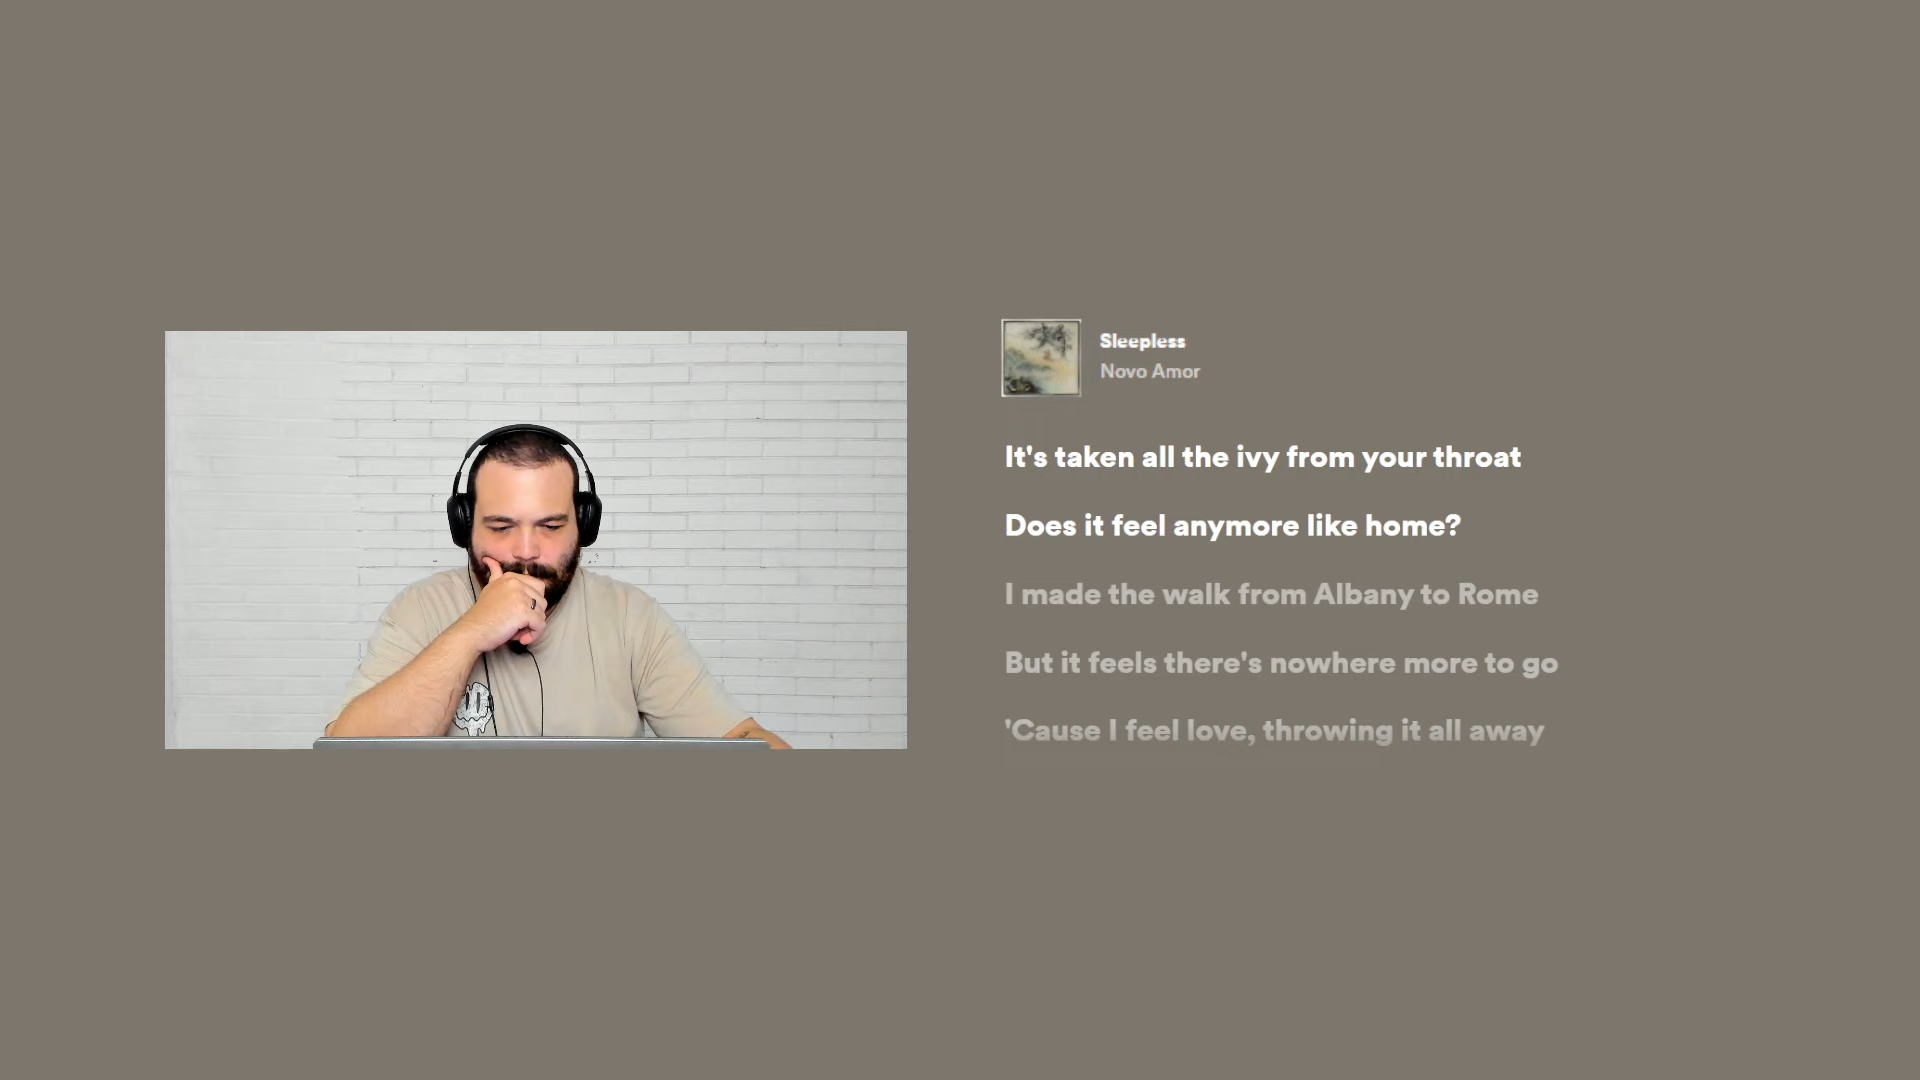 Sleepless
Novo Amor
It's taken all the ivy from your throat
Does it feel anymore like home?
I made the walk from Albany to Rome
But it feels there's nowhere more to go
'Cause I feel love, throwing it all away